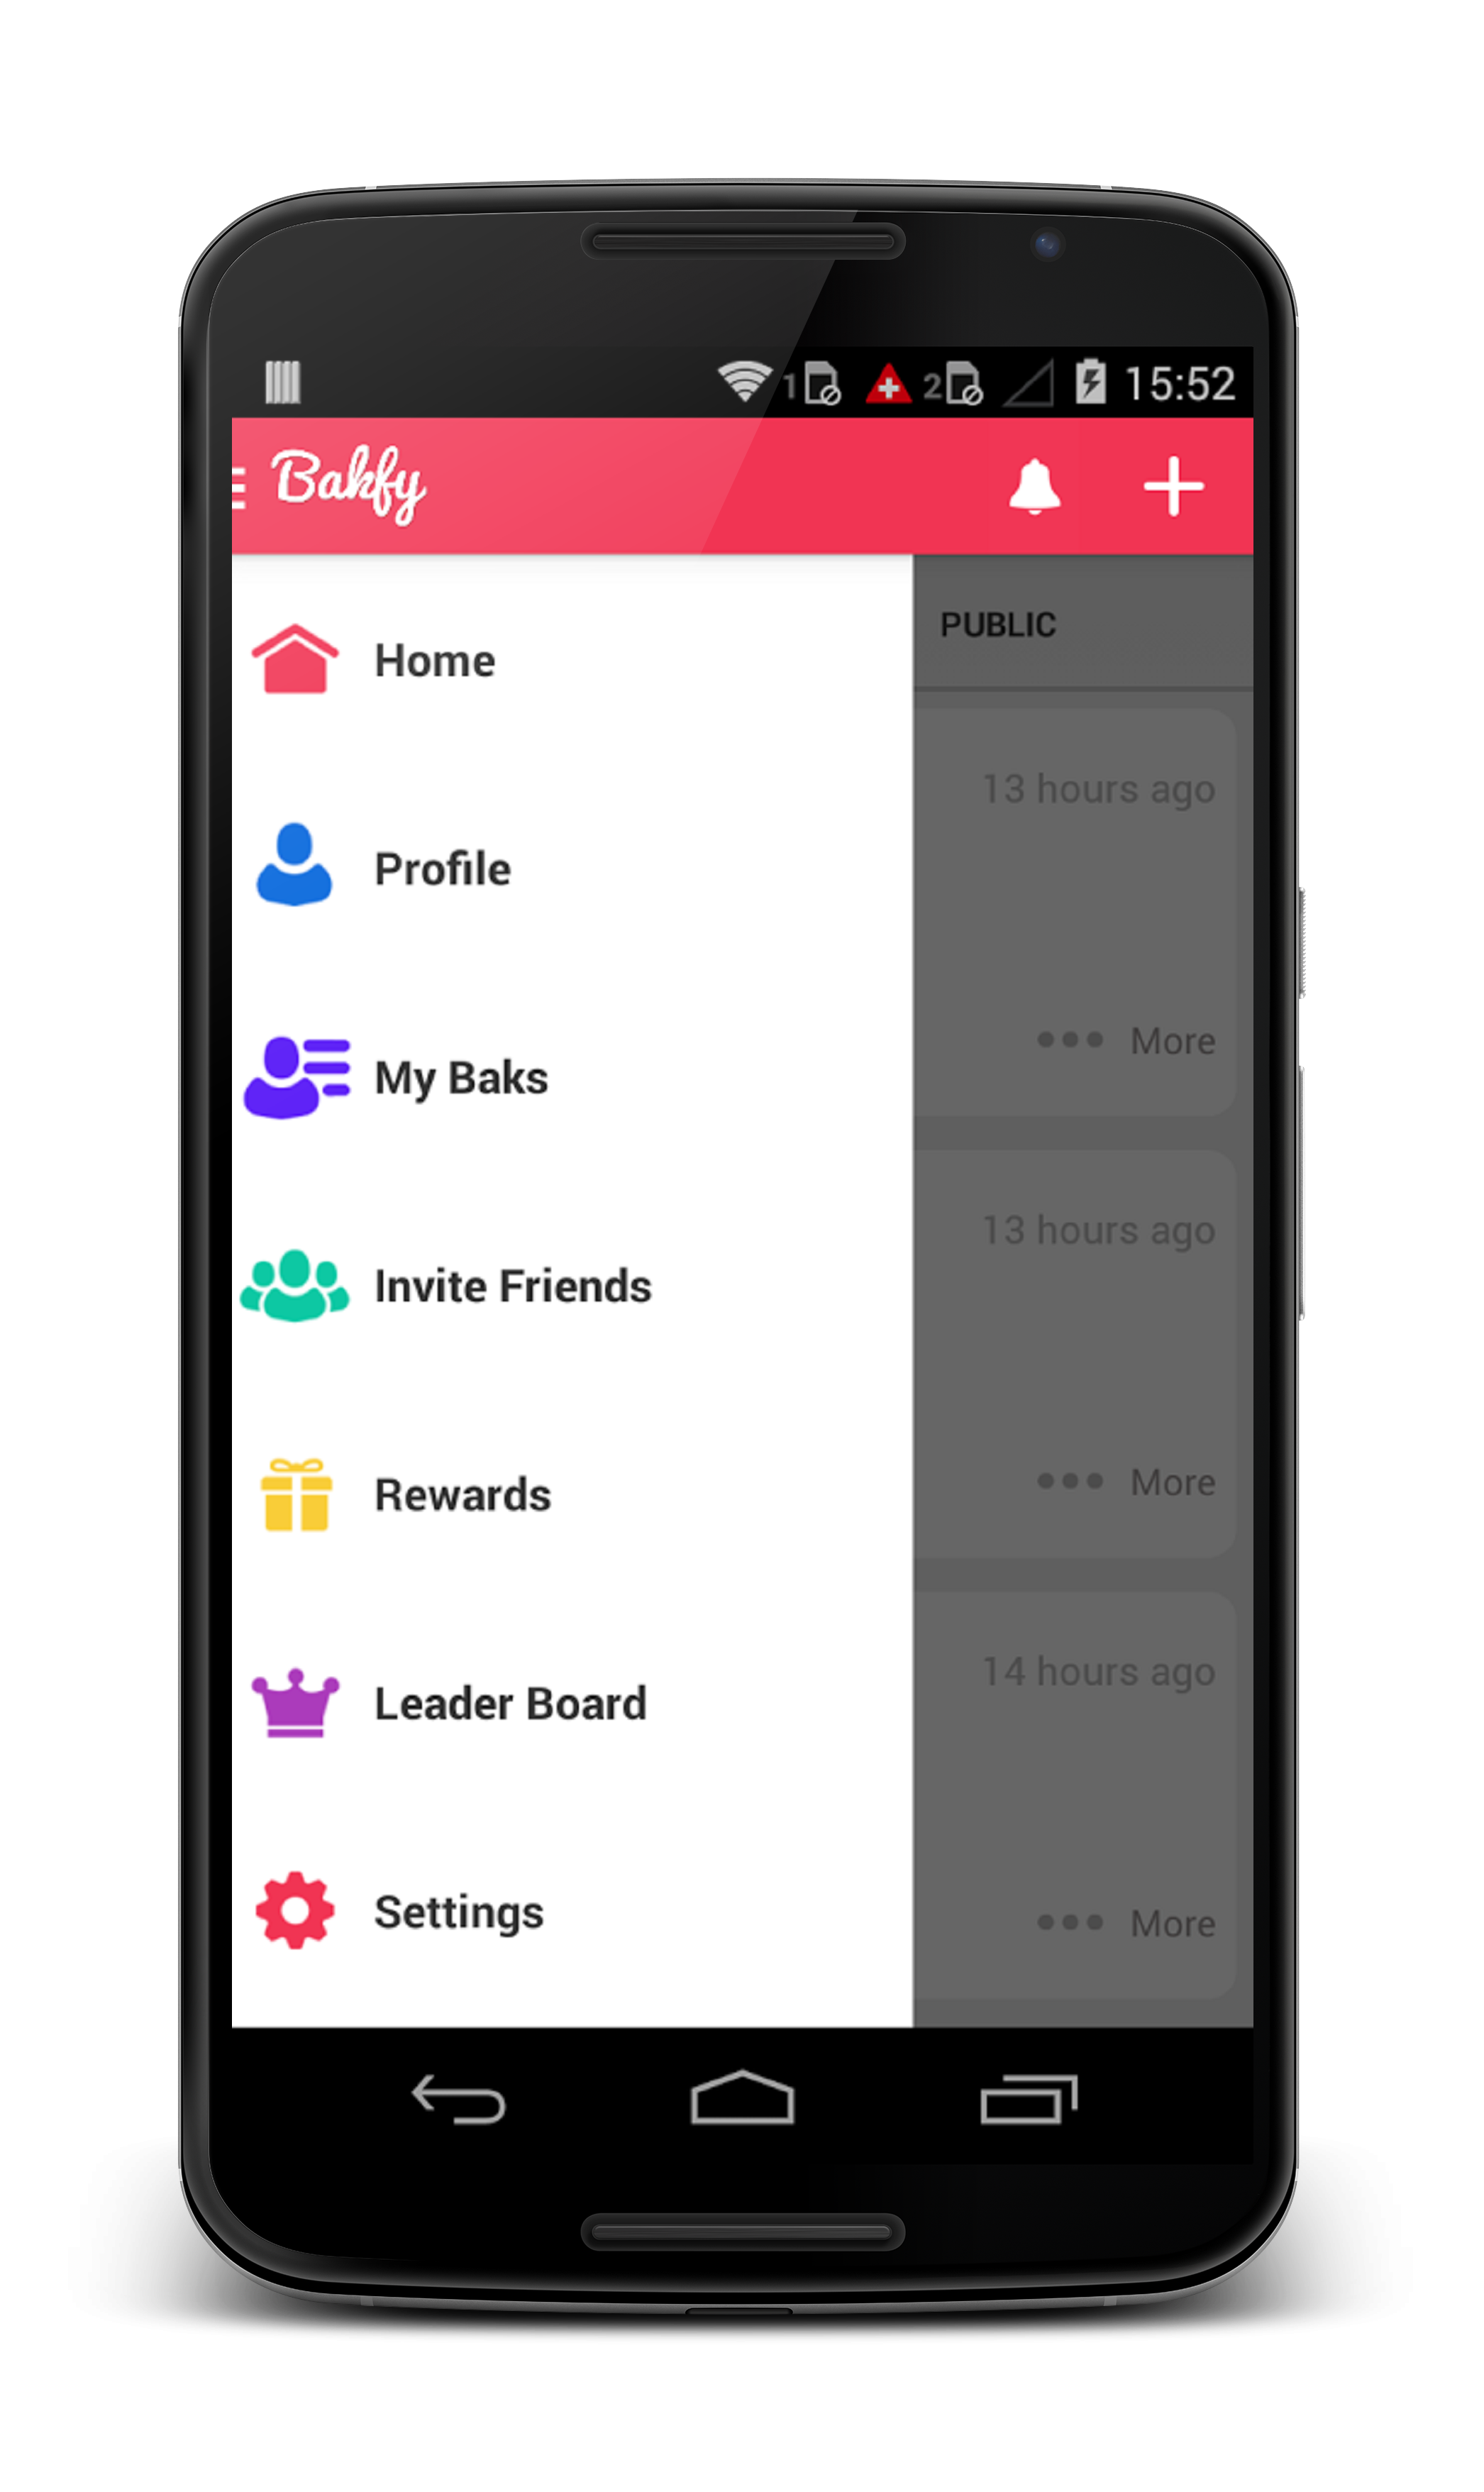 1 2 15:52
Bakfy
Home
PUBLIC
13 hours ago
Profile
More
My Baks
13 hours ago
Invite Friends
More
Rewards
14 hours ago
Leader Board
More
Settings